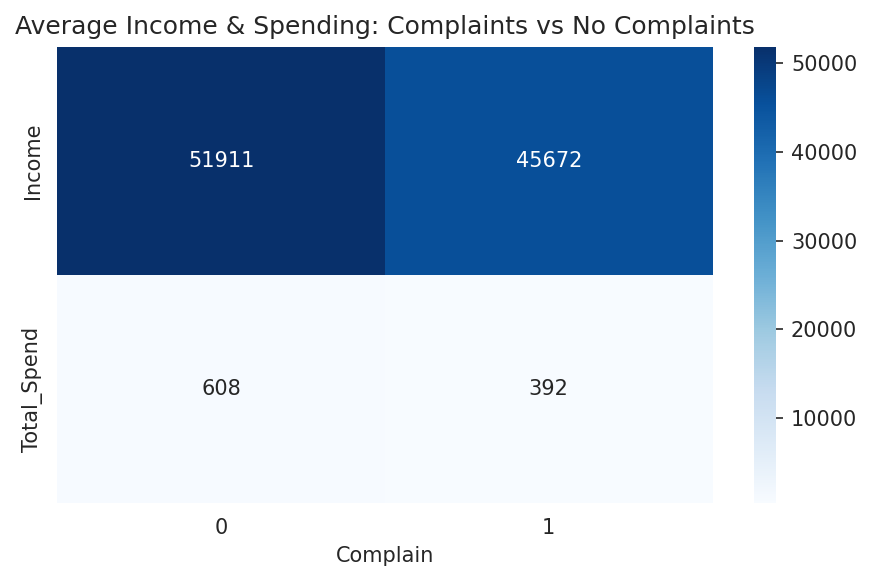 Average Income & Spending: Complaints vs No Complaints
Income
51911
45672
Total_Spend
608
392
0
1
Complain
50000
40000
30000
20000
10000